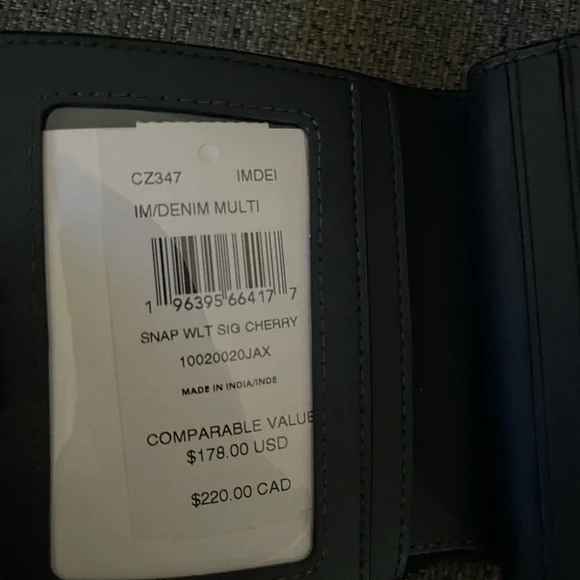 CZ347 IMDEI
IM/DENIM MULTI
1 96395 66417 7
SNAP WLT SIG CHERRY
10020020JAX
MADE IN INDIA/INDE
COMPARABLE VALUE
$178.00 USD
$220.00 CAD